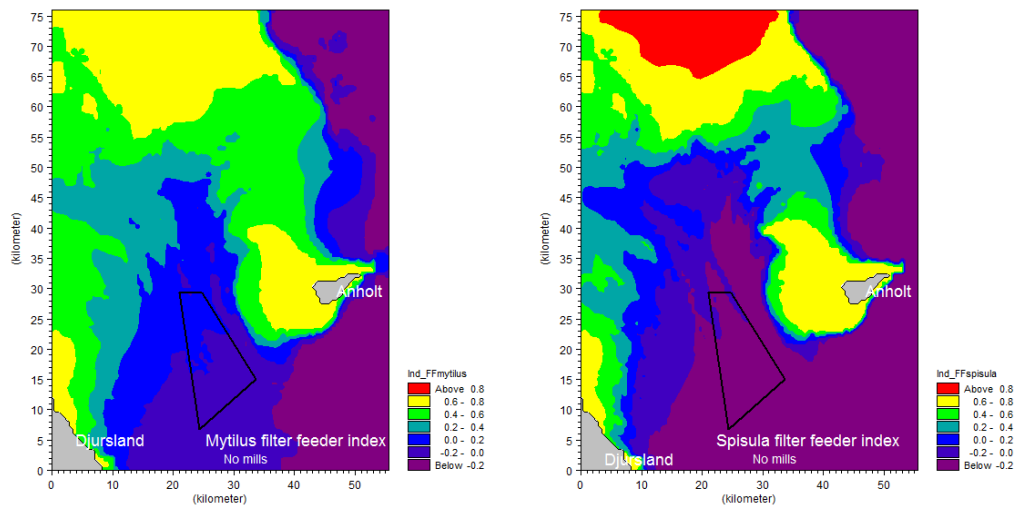 75
70
65
60
55
50
45
40
35
30
25
20
15
10
5
0
(kilometer)
0 10 20 30 40 50
(kilometer)
Anholt
Djursland
Mytilus filter feeder index
No mills
Ind_FFmytilus
Above 0.8
0.6 - 0.8
0.4 - 0.6
0.2 - 0.4
0.0 - 0.2
-0.2 - 0.0
Below -0.2
75
70
65
60
55
50
45
40
35
30
25
20
15
10
5
0
(kilometer)
0 10 20 30 40 50
(kilometer)
Anholt
Djursland
Spisula filter feeder index
No mills
Ind_FFspisula
Above 0.8
0.6 - 0.8
0.4 - 0.6
0.2 - 0.4
0.0 - 0.2
-0.2 - 0.0
Below -0.2